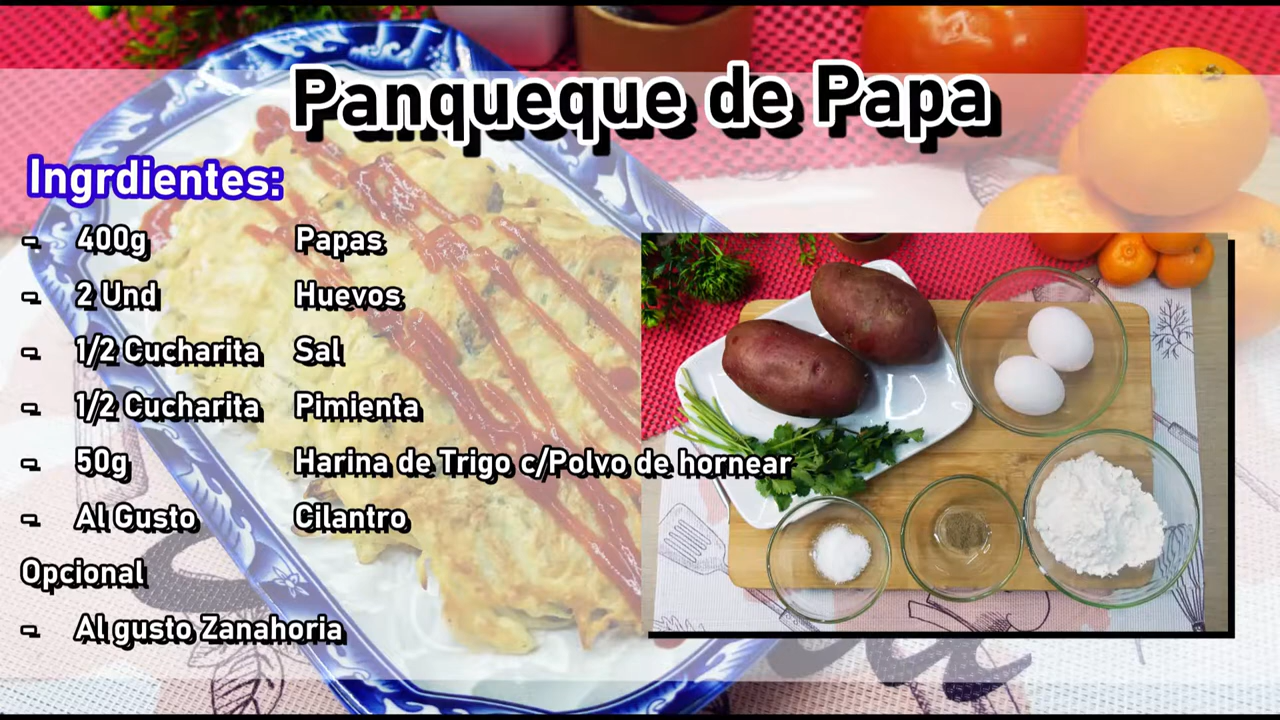 Panqueque de Papa
Ingrdientes:
- 400g Papas
- 2 Und Huevos
- 1/2 Cucharita Sal
- 1/2 Cucharita Pimienta
- 50g Harina de Trigo c/Polvo de hornear
- Al Gusto Cilantro
Opcional
- Al gusto Zanahoria